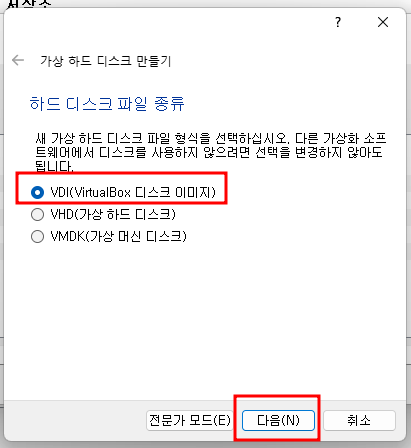 ?
가상 하드 디스크 만들기
하드 디스크 파일 종류
새 가상 하드 디스크 파일 형식을 선택하십시오. 다른 가상화 소프
트웨어에서 디스크를 사용하지 않으려면 선택을 변경하지 않아도
됩니다.
VDI(VirtualBox 디스크 이미지)
VHD(가상 하드 디스크)
VMDK(가상 머신 디스크)
전문가 모드(E) 다음(N) 취소